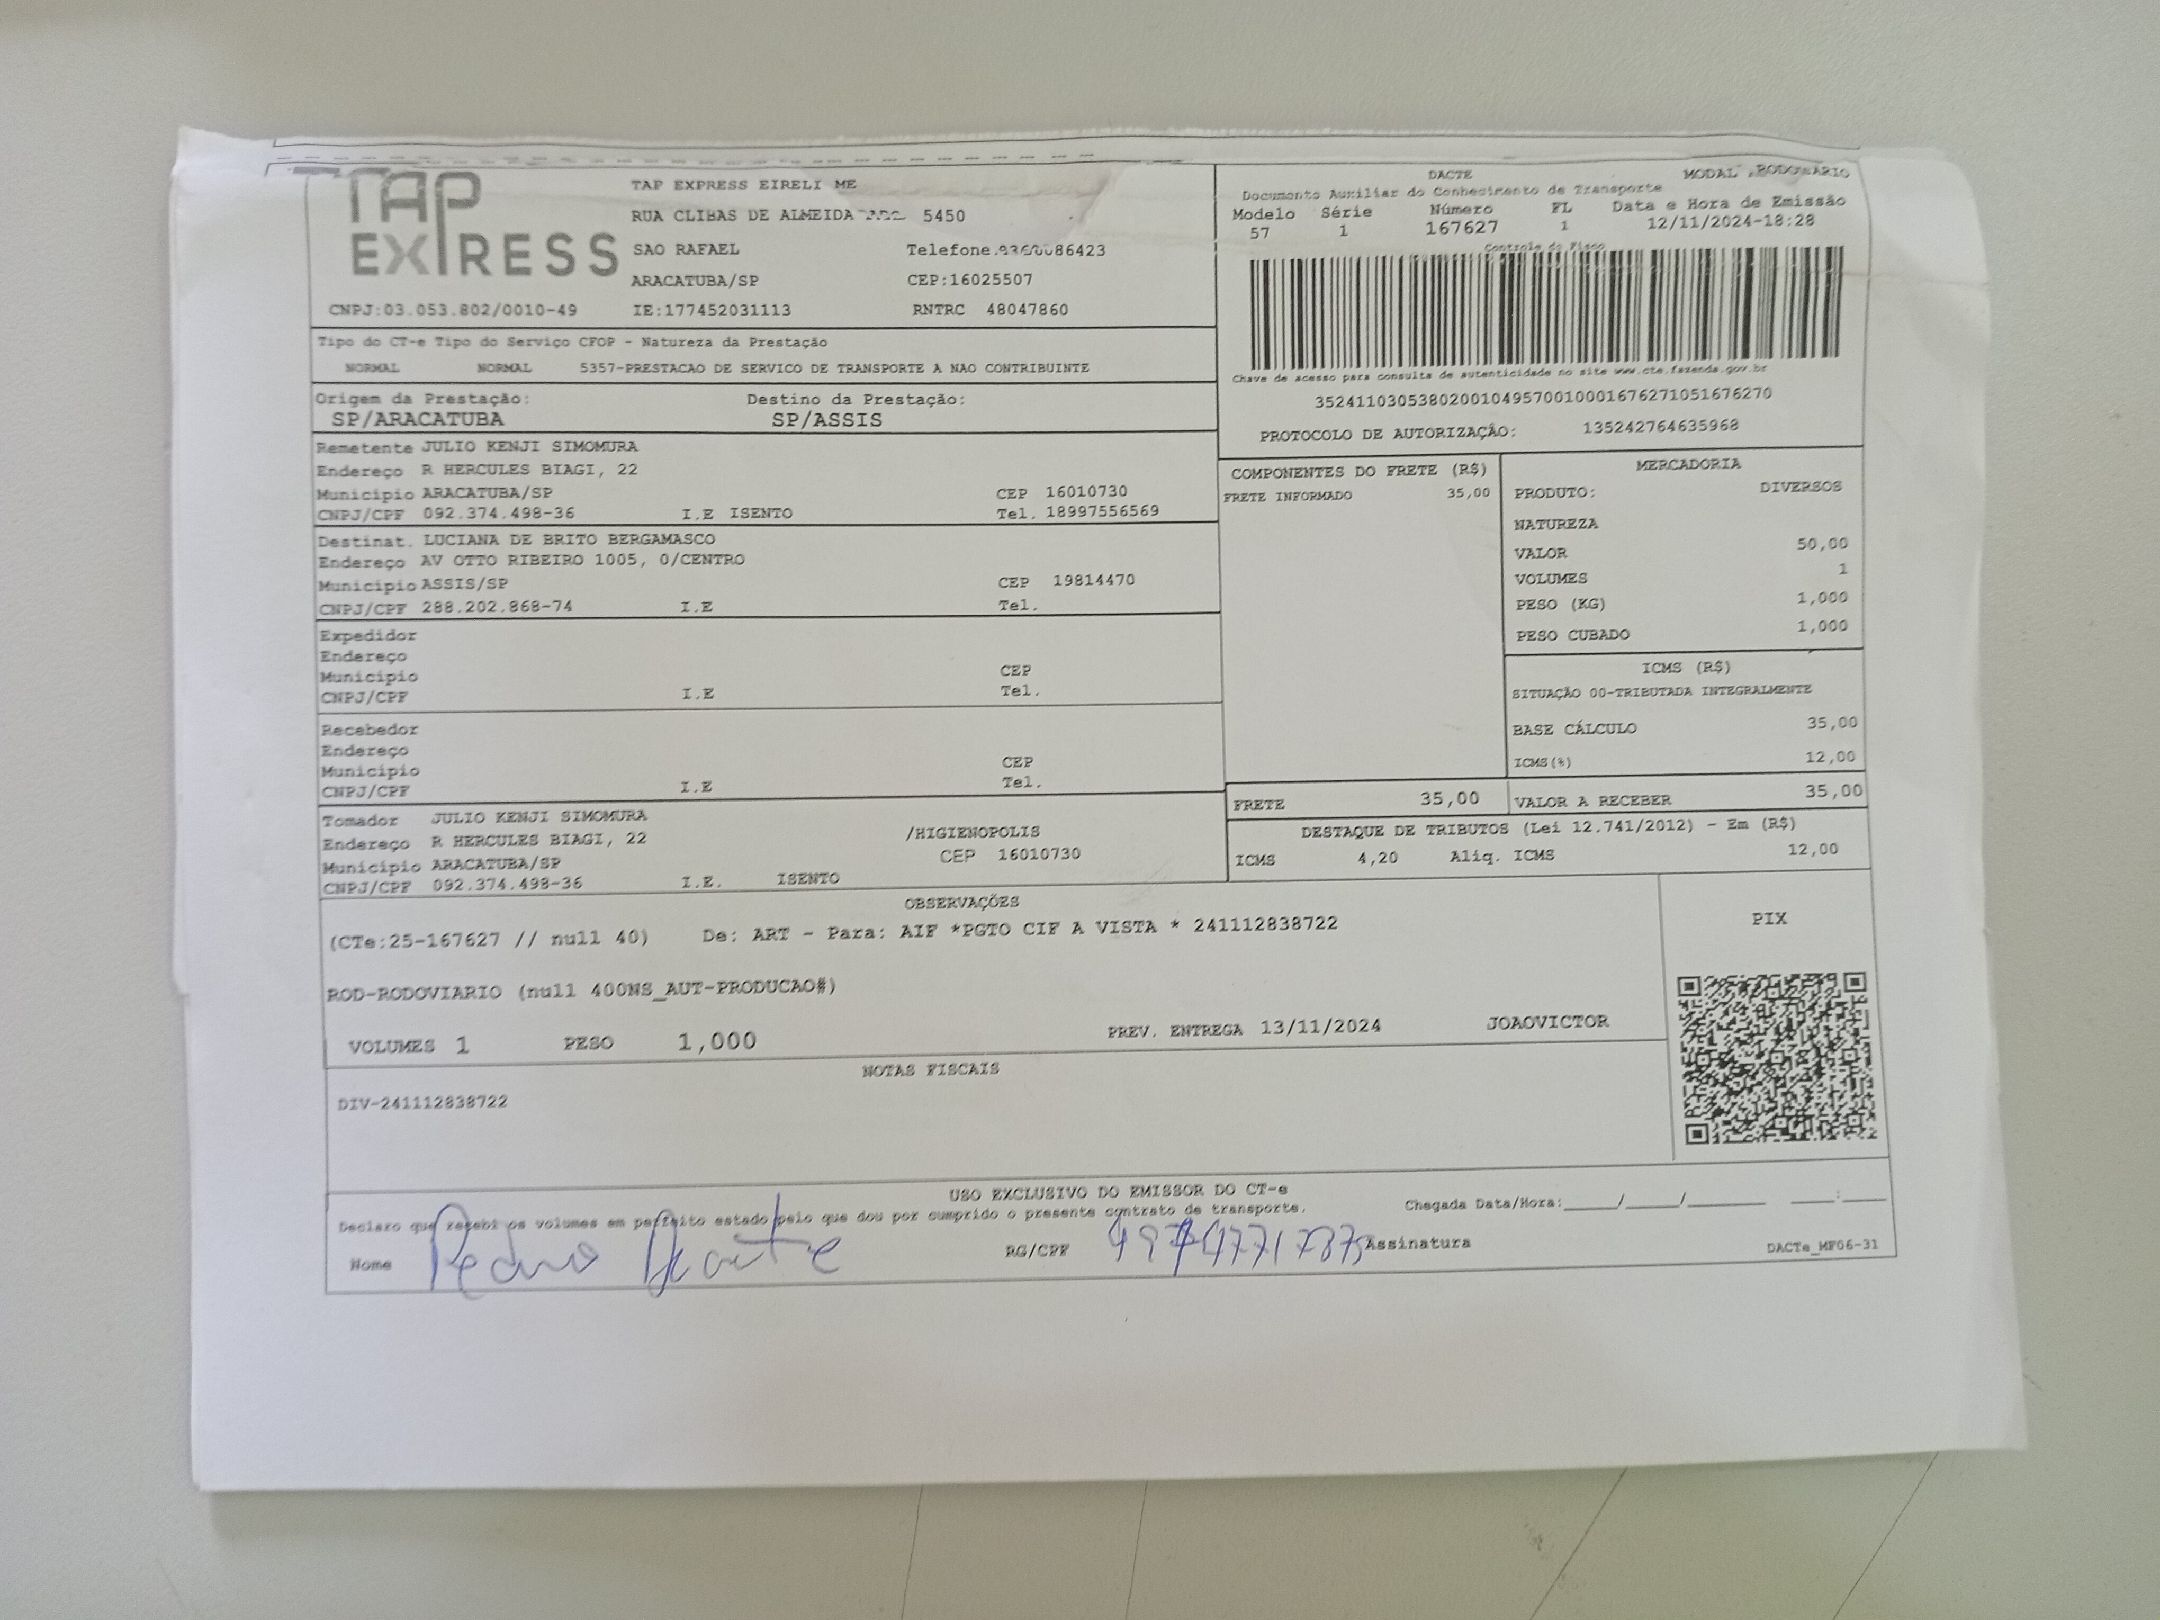 TAP
EXPRESS
TAP EXPRESS EIRELI ME
RUA CLIBAS DE ALMEIDA 5450
SAO RAFAEL
ARACATUBA/SP CEP:16025507
CNPJ:03.053.802/0010-49 IE:177452031113 RNTRC 48047860
DACTE MODAL RODOVIÁRIO
Documento Auxiliar do Conhecimento de Transporte
Modelo Série Número FL Data e Hora de Emissão
57 1 167627 1 12/11/2024-18:28
Controle do Fisco
Chave de acesso para consulta de autenticidade no site www.cte.fazenda.gov.br
35241103053802001049570010001676271051676270
PROTOCOLO DE AUTORIZAÇÂO: 135242764635968
Tipo do CT-e Tipo do Serviço CFOP - Natureza da Prestação
NORMAL NORMAL 5357-PRESTACAO DE SERVICO DE TRANSPORTE A NAO CONTRIBUINTE
Origem da Prestação: Destino da Prestação:
SP/ARACATUBA SP/ASSIS
Remetente JULIO KENJI SIMOMURA
Endereço R HERCULES BIAGI, 22
Município ARACATUBA/SP CEP 16010730
CNPJ/CPF 092.374.498-36 I.E ISENTO Tel. 18997556569
Destinat. LUCIANA DE BRITO BERGAMASCO
Endereço AV OTTO RIBEIRO 1005, 0/CENTRO
Município ASSIS/SP CEP 19814470
CNPJ/CPF 288.202.868-74 I.E Tel.
Expedidor
Endereço
Município CEP
CNPJ/CPF I.E Tel.
Recebedor
Endereço
Município CEP
CNPJ/CPF I.E Tel.
Tomador JULIO KENJI SIMOMURA
Endereço R HERCULES BIAGI, 22 /HIGIENOPOLIS
Município ARACATUBA/SP CEP 16010730
CNPJ/CPF 092.374.498-36 I.E. ISENTO
COMPONENTES DO FRETE (R$)
FRETE INFORMADO 35,00
MERCADORIA
PRODUTO: DIVERSOS
NATUREZA
VALOR 50,00
VOLUMES 1
PESO (KG) 1,000
PESO CUBADO 1,000
ICMS (R$)
SITUAÇÃO 00-TRIBUTADA INTEGRALMENTE
BASE CÁLCULO 35,00
ICMS(%) 12,00
FRETE 35,00 VALOR A RECEBER 35,00
DESTAQUE DE TRIBUTOS (Lei 12.741/2012) - Em (R$)
ICMS 4,20 Aliq. ICMS 12,00
OBSERVAÇÕES
(CTe:25-167627 // null 40) De: ART - Para: AIF *PGTO CIF A VISTA * 241112838722
ROD-RODOVIARIO (null 400NS_AUT-PRODUCAO#)
VOLUMES 1 PESO 1,000 PREV. ENTREGA 13/11/2024 JOAOVICTOR
PIX
NOTAS FISCAIS
DIV-241112838722
USO EXCLUSIVO DO EMISSOR DO CT-e
Declaro que recebi os volumes em perfeito estado pelo que dou por cumprido o presente contrato de transporte. Chegada Data/Hora:_____/_____/_______ ____:____
Nome Pedro RG/CPF Assinatura DACTe_MF06-31